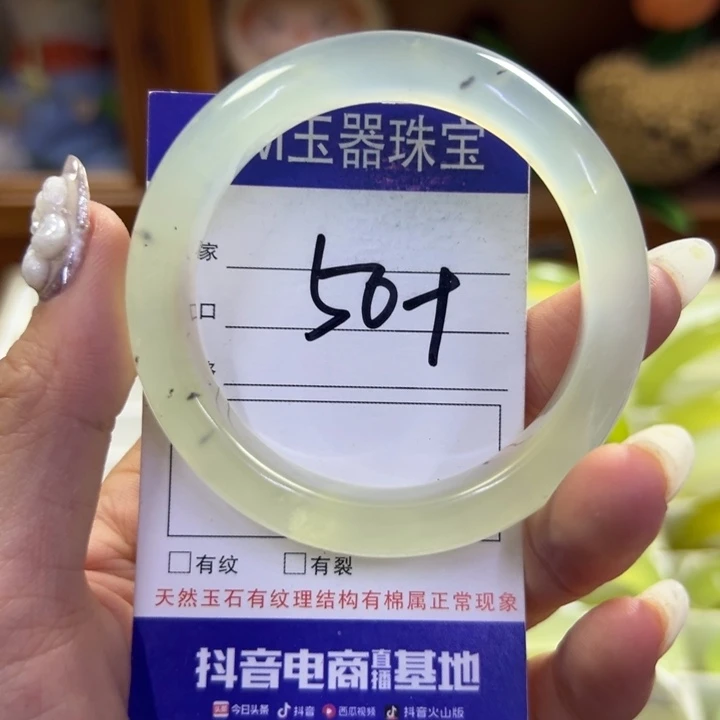 玉器珠宝
家
口
50+
有纹 有裂
天然玉石有纹理结构有棉属正常现象
抖音电商直播基地
今日头条 抖音 西瓜视频 抖音火山版